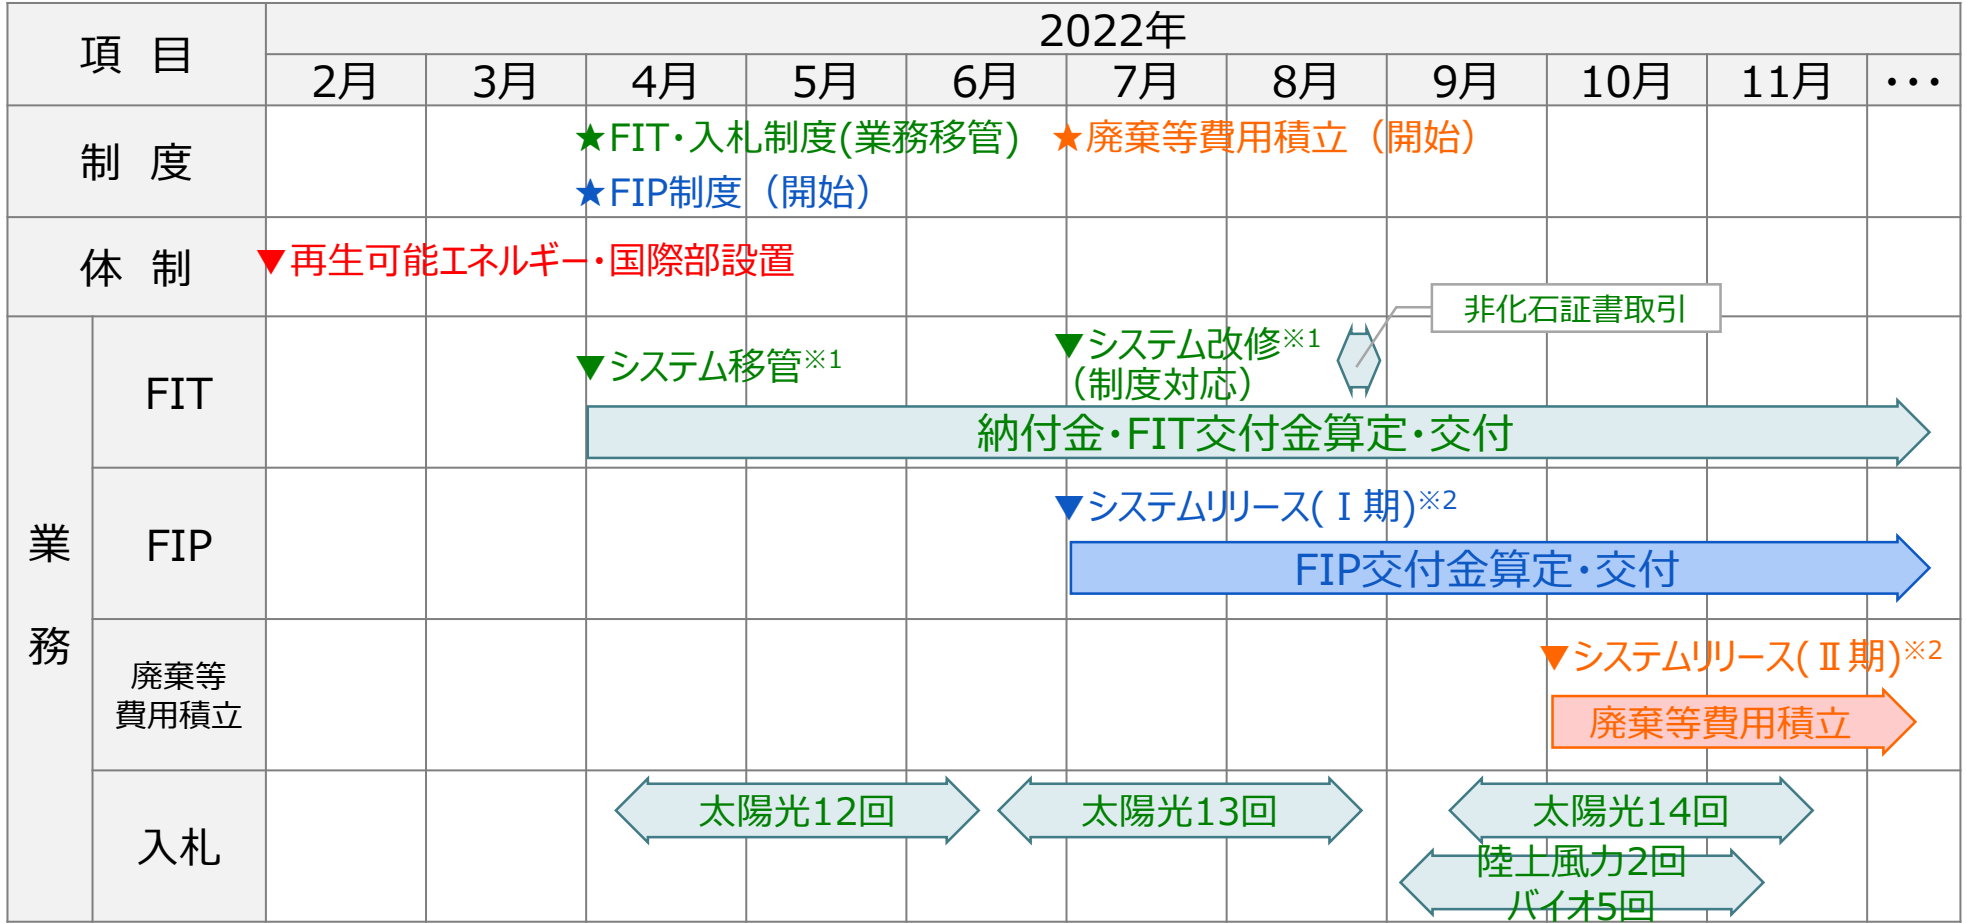 項 目
2022年
2月 3月 4月 5月 6月 7月 8月 9月 10月 11月 ・・・
制 度
★FIT・入札制度(業務移管)
★廃棄等費用積立（開始）
★FIP制度（開始）
体 制
▼再生可能エネルギー・国際部設置
非化石証書取引
業務
FIT
▼システム移管※1
▼システム改修※1
（制度対応）
納付金・FIT交付金算定・交付
FIP
▼システムリリース(Ⅰ期)※2
FIP交付金算定・交付
廃棄等
費用積立
▼システムリリース(Ⅱ期)※2
廃棄等費用積立
入札
太陽光12回
太陽光13回
太陽光14回
陸上風力2回
バイオ5回